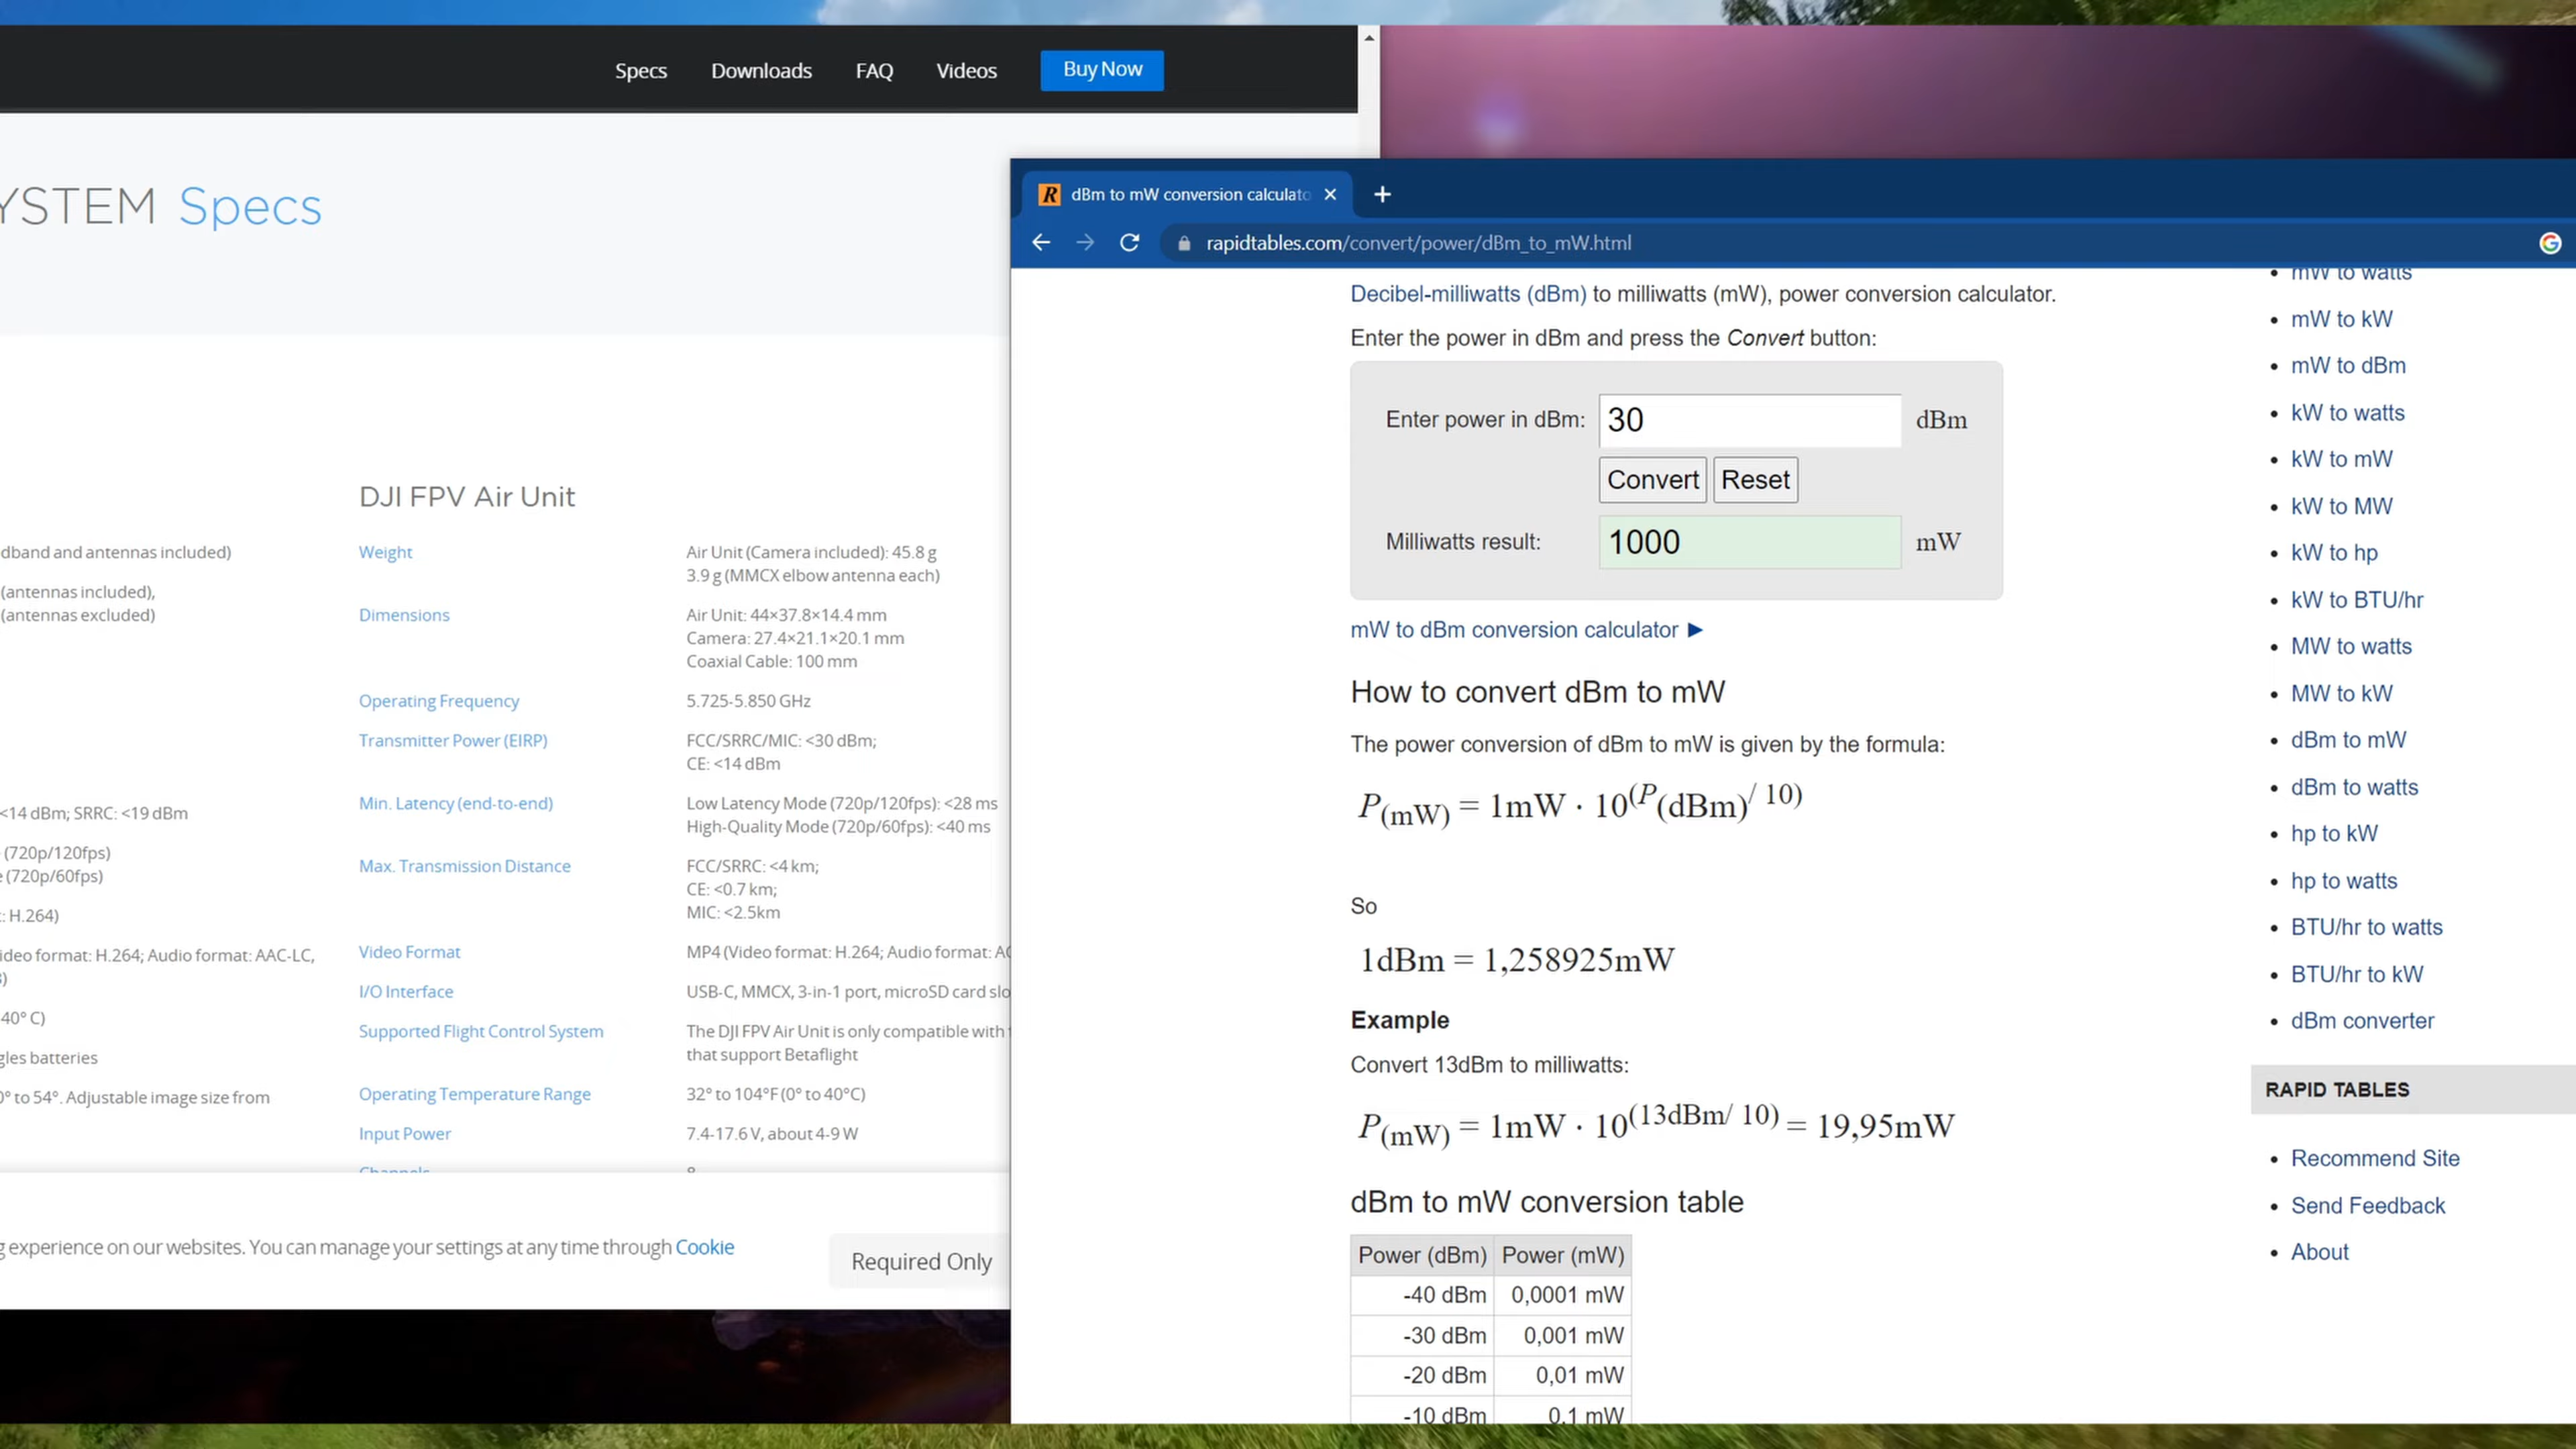 Specs Downloads FAQ Videos Buy Now
YSTEM Specs
dband and antennas included)
(antennas included),
(antennas excluded)
<14 dBm; SRRC: <19 dBm
(720p/120fps)
(720p/60fps)
: H.264)
ideo format: H.264; Audio format: AAC-LC,
40° C)
gles batteries
0° to 54°. Adjustable image size from
DJI FPV Air Unit
Weight
Air Unit (Camera included): 45.8 g
3.9 g (MMCX elbow antenna each)
Dimensions
Air Unit: 44×37.8×14.4 mm
Camera: 27.4×21.1×20.1 mm
Coaxial Cable: 100 mm
Operating Frequency
5.725-5.850 GHz
Transmitter Power (EIRP)
FCC/SRRC/MIC: <30 dBm;
CE: <14 dBm
Min. Latency (end-to-end)
Low Latency Mode (720p/120fps): <28 ms
High-Quality Mode (720p/60fps): <40 ms
Max. Transmission Distance
FCC/SRRC: <4 km;
CE: <0.7 km;
MIC: <2.5km
Video Format
MP4 (Video format: H.264; Audio format:
I/O Interface
USB-C, MMCX, 3-in-1 port, microSD card slo
Supported Flight Control System
The DJI FPV Air Unit is only compatible with
that support Betaflight
Operating Temperature Range
32° to 104°F (0° to 40°C)
Input Power
7.4-17.6 V, about 4-9 W
Channels
8
g experience on our websites. You can manage your settings at any time through Cookie
Required Only
dBm to mW conversion calculato
rapidtables.com/convert/power/dBm_to_mW.html
Decibel-milliwatts (dBm) to milliwatts (mW), power conversion calculator.
Enter the power in dBm and press the Convert button:
Enter power in dBm: 30 dBm
Convert Reset
Milliwatts result: 1000 mW
mW to dBm conversion calculator ►
How to convert dBm to mW
The power conversion of dBm to mW is given by the formula:
P(mW) = 1mW · 10(P(dBm)/ 10)
So
1dBm = 1,258925mW
Example
Convert 13dBm to milliwatts:
P(mW) = 1mW · 10(13dBm/ 10) = 19,95mW
dBm to mW conversion table
Power (dBm) Power (mW)
-40 dBm 0,0001 mW
-30 dBm 0,001 mW
-20 dBm 0,01 mW
-10 dBm 0,1 mW
mW to watts
mW to kW
mW to dBm
kW to watts
kW to mW
kW to MW
kW to hp
kW to BTU/hr
MW to watts
MW to kW
dBm to mW
dBm to watts
hp to kW
hp to watts
BTU/hr to watts
BTU/hr to kW
dBm converter
RAPID TABLES
Recommend Site
Send Feedback
About